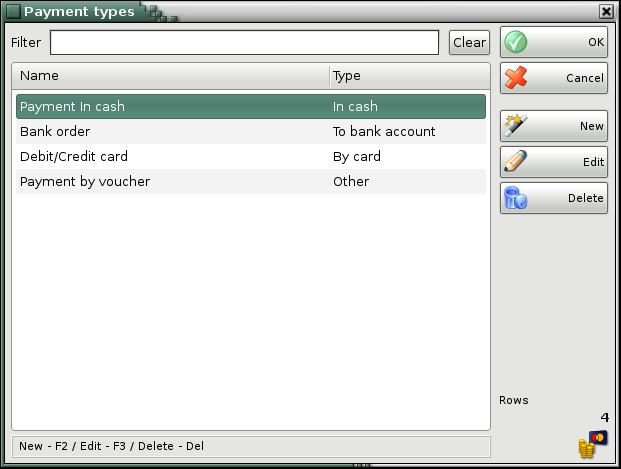 Payment types
Filter Clear
OK
Cancel
New
Edit
Delete
Name Type
Payment In cash In cash
Bank order To bank account
Debit/Credit card By card
Payment by voucher Other
Rows
4
New - F2 / Edit - F3 / Delete - Del